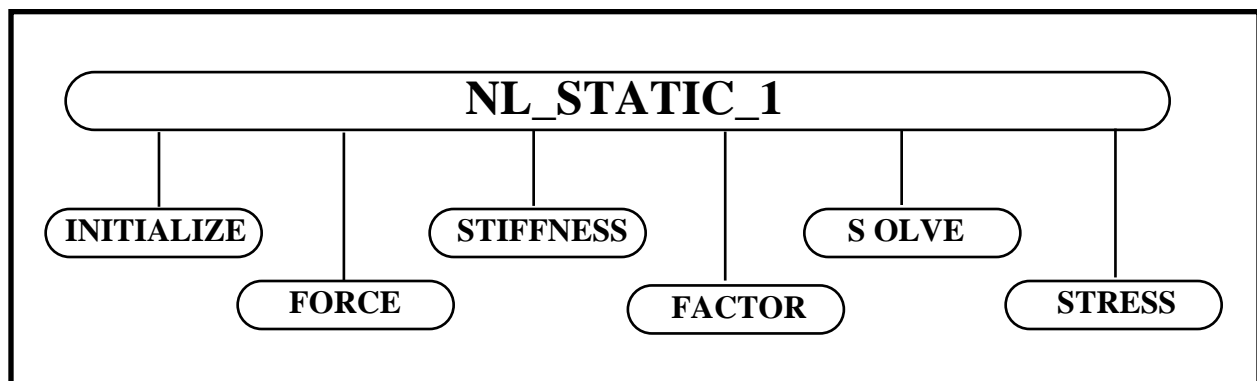 NL_STATIC_1
INITIALIZE
STIFFNESS
S OLVE
FORCE
FACTOR
STRESS